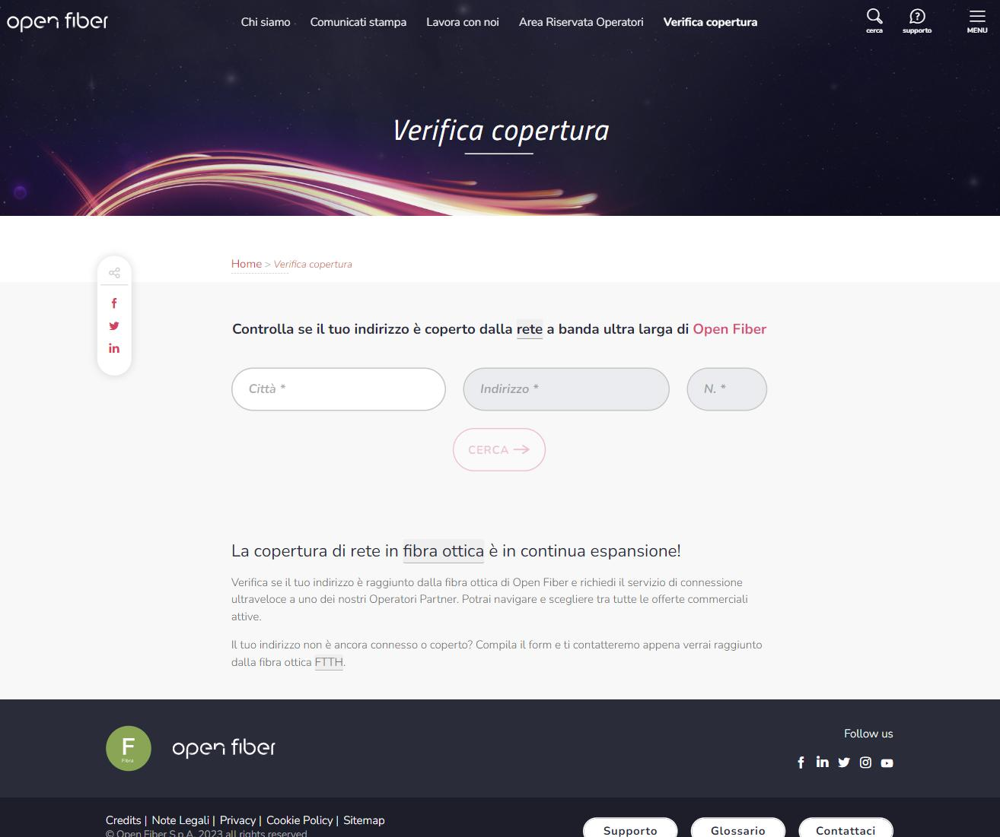 open fiber
Chi siamo
Comunicati stampa
Lavora con noi
Area Riservata Operatori
Verifica copertura
cerca
supporto
MENU
Verifica copertura
Home > Verifica copertura
Controlla se il tuo indirizzo è coperto dalla rete a banda ultra larga di Open Fiber
Città *
Indirizzo *
N. *
CERCA
La copertura di rete in fibra ottica è in continua espansione!
Verifica se il tuo indirizzo è raggiunto dalla fibra ottica di Open Fiber e richiedi il servizio di connessione
ultraveloce a uno dei nostri Operatori Partner. Potrai navigare e scegliere tra tutte le offerte commerciali
attive.
Il tuo indirizzo non è ancora connesso o coperto? Compila il form e ti contatteremo appena verrai raggiunto
dalla fibra ottica FTTH.
F
Fibra
open fiber
Follow us
Credits | Note Legali | Privacy | Cookie Policy | Sitemap
© Open Fiber S.p.A. 2023 all rights reserved
Supporto
Glossario
Contattaci